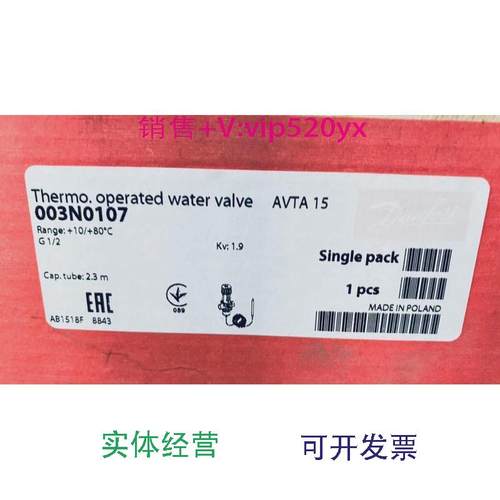 销售+V:vip520yx
Thermo. operated water valve AVTA 15
003N0107
Range: +10/+80°C
G 1/2
Kv: 1.9
Single pack
Cap. tube: 2.3 m
1 pcs
MADE IN POLAND
EAC
089
AB1518F 8843
Danfoss
实体经营 可开发票